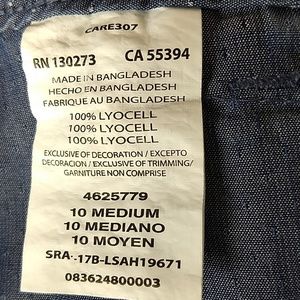 CARE307
RN 130273 CA 55394
MADE IN BANGLADESH
HECHO EN BANGLADESH
FABRIQUE AU BANGLADESH
100% LYOCELL
100% LYOCELL
100% LYOCELL
EXCLUSIVE OF DECORATION / EXCEPTO
DECORACION / EXCLUSIVE OF TRIMMING/
GARNITURE NON COMPRISE
4625779
10 MEDIUM
10 MEDIANO
10 MOYEN
SRA--17B-LSAH19671
083624800003